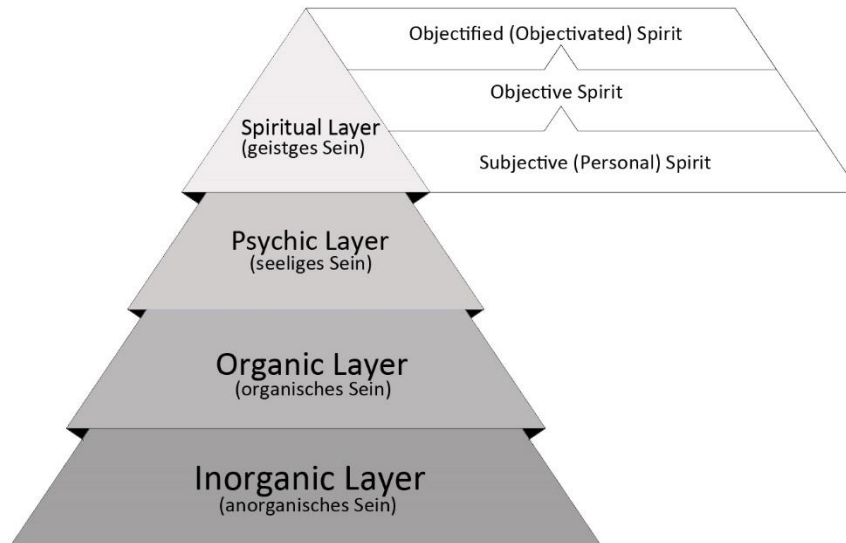 Objectified (Objectivated) Spirit
Objective Spirit
Subjective (Personal) Spirit
Spiritual Layer
(geistges Sein)
Psychic Layer
(seeliges Sein)
Organic Layer
(organisches Sein)
Inorganic Layer
(anorganisches Sein)